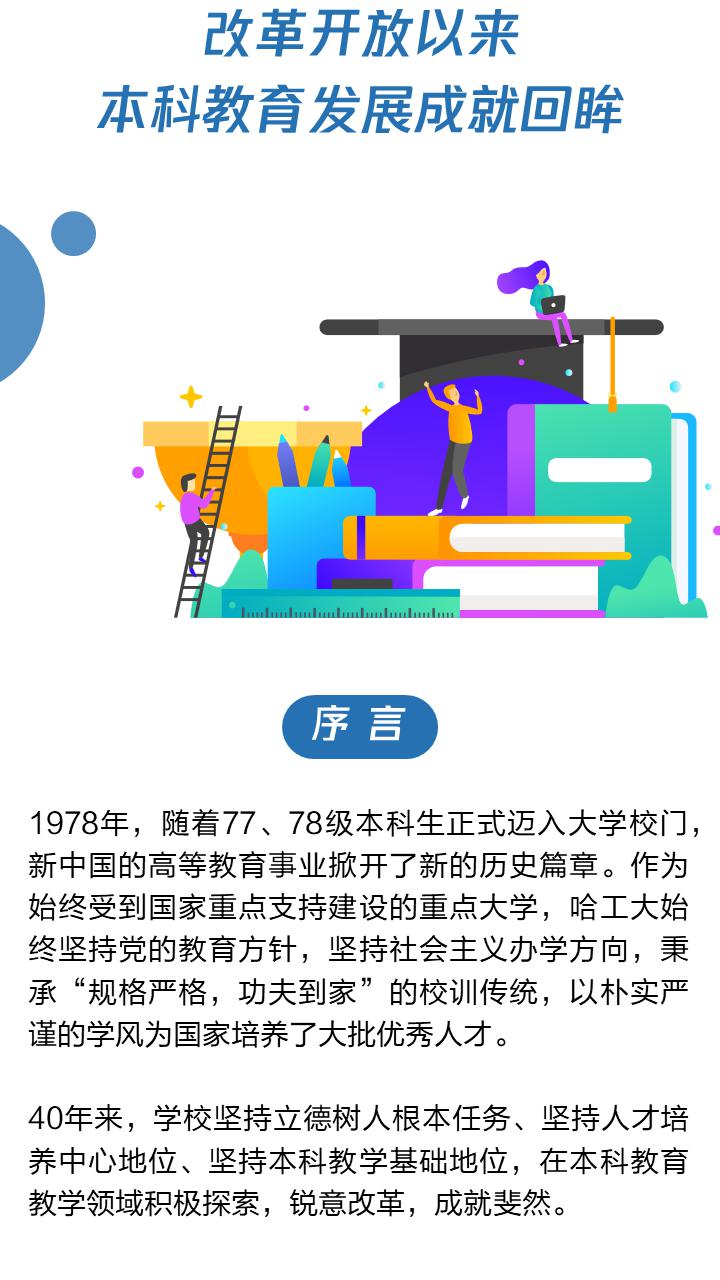 改革开放以来
本科教育发展成就回眸
序 言
1978年，随着77、78级本科生正式迈入大学校门，
新中国的高等教育事业掀开了新的历史篇章。作为
始终受到国家重点支持建设的重点大学，哈工大始
终坚持党的教育方针，坚持社会主义办学方向，秉
承“规格严格，功夫到家”的校训传统，以朴实严
谨的学风为国家培养了大批优秀人才。
40年来，学校坚持立德树人根本任务、坚持人才培
养中心地位、坚持本科教学基础地位，在本科教育
教学领域积极探索，锐意改革，成就斐然。